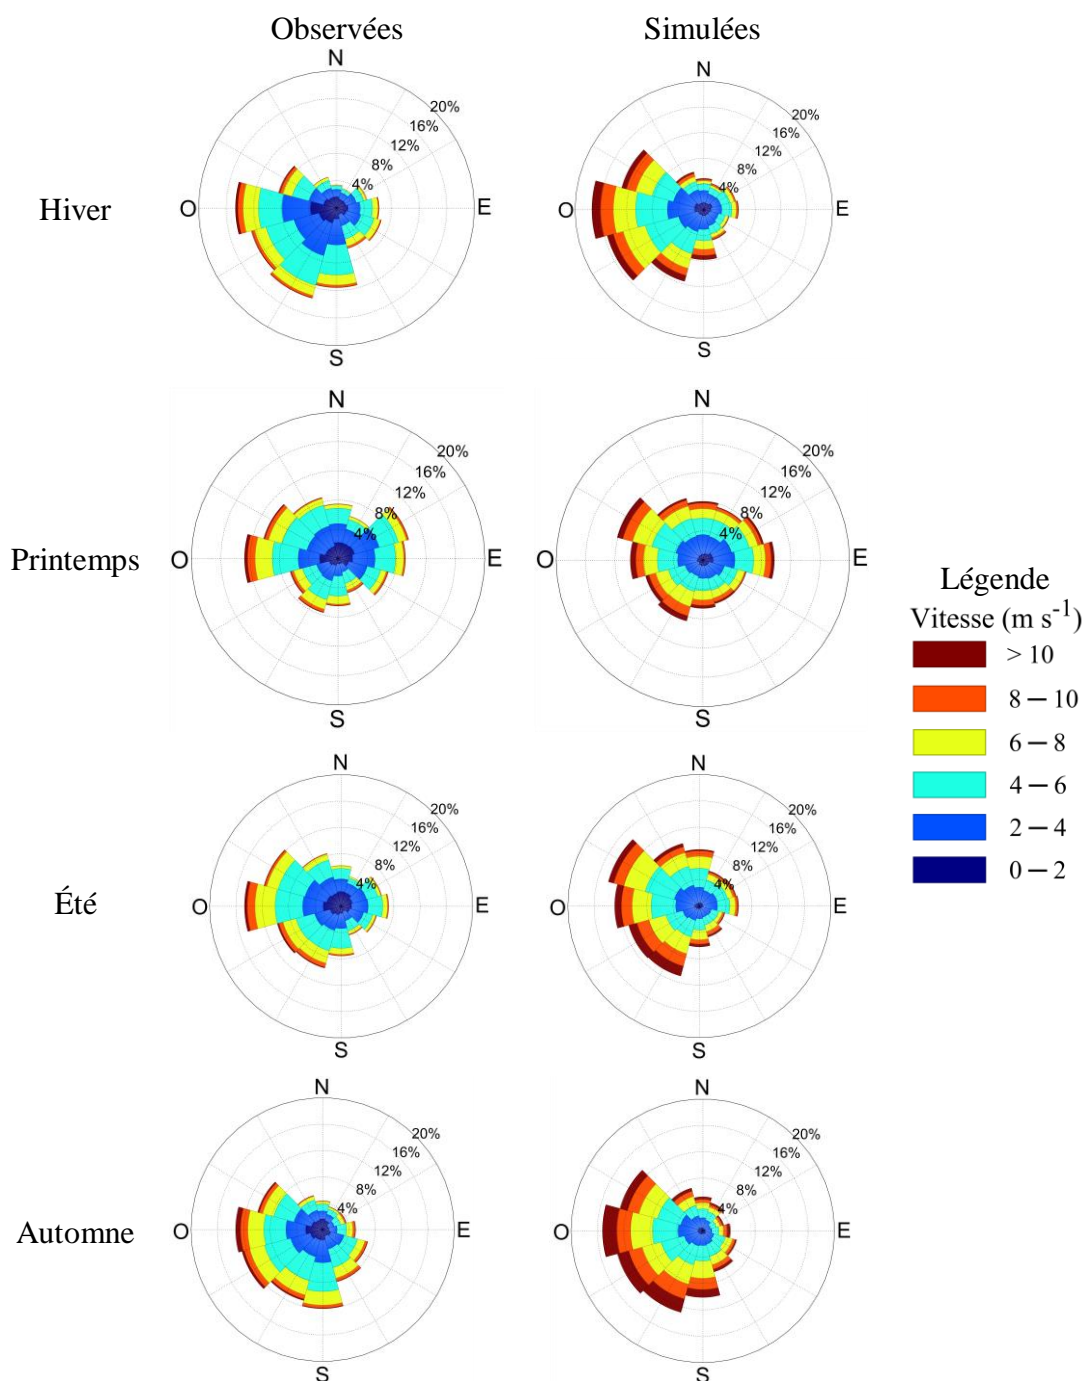 Observées Simulées
N N
20% 20%
16% 16%
12% 12%
8% 8%
4% 4%
Hiver O E O E
S S
N N
20% 20%
16% 16%
12% 12%
8% 8%
4% 4%
Printemps O E O E
S S
Légende
Vitesse (m s⁻¹)
> 10
8 – 10
6 – 8
4 – 6
2 – 4
0 – 2
N N
20% 20%
16% 16%
12% 12%
8% 8%
4% 4%
Été O E O E
S S
N N
20% 20%
16% 16%
12% 12%
8% 8%
4% 4%
Automne O E O E
S S